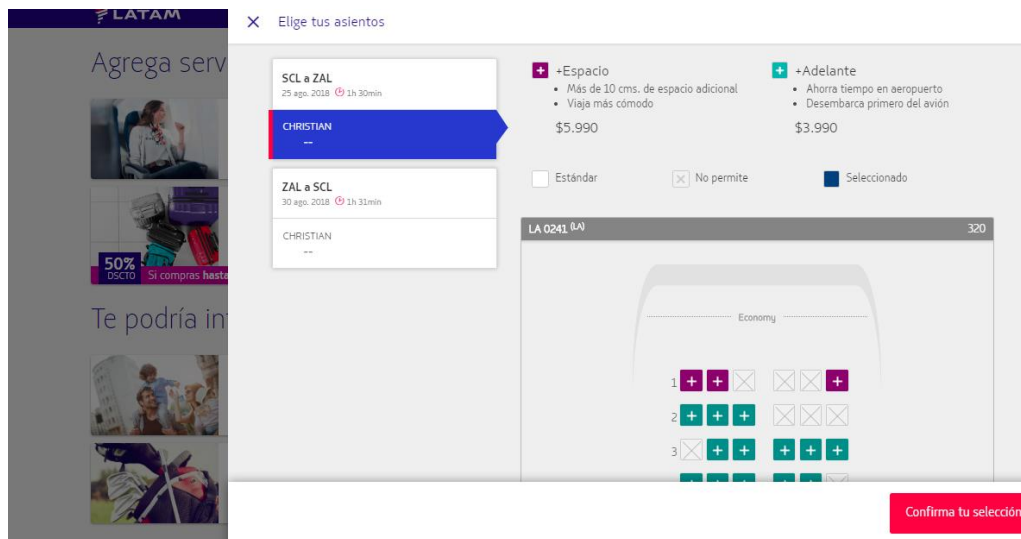 LATAM
Elige tus asientos
Agrega serv
SCL a ZAL
25 ago. 2018 1h 30min
CHRISTIAN
--
ZAL a SCL
30 ago. 2018 1h 31min
CHRISTIAN
--
+Espacio
• Más de 10 cms. de espacio adicional
• Viaja más cómodo
$5.990
+Adelante
• Ahorra tiempo en aeropuerto
• Desembarca primero del avión
$3.990
Estándar
No permite
Seleccionado
50%
DSCTO
Si compras hasta
Te podría in
LA 0241 (LA)
320
Economy
1
2
3
Confirma tu selección